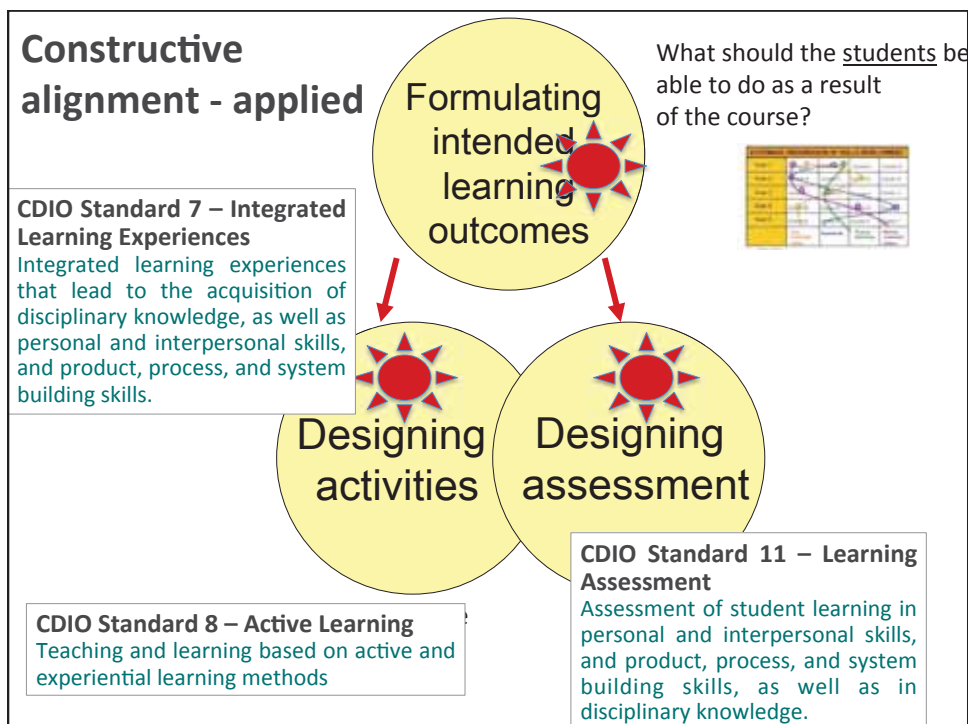 Constructive
alignment - applied
Formulating
intended
learning
outcomes
What should the students be
able to do as a result
of the course?
CDIO Standard 7 – Integrated
Learning Experiences
Integrated learning experiences
that lead to the acquisition of
disciplinary knowledge, as well as
personal and interpersonal skills,
and product, process, and system
building skills.
Designing
activities
Designing
assessment
CDIO Standard 8 – Active Learning
Teaching and learning based on active and
experiential learning methods
CDIO Standard 11 – Learning
Assessment
Assessment of student learning in
personal and interpersonal skills,
and product, process, and system
building skills, as well as in
disciplinary knowledge.